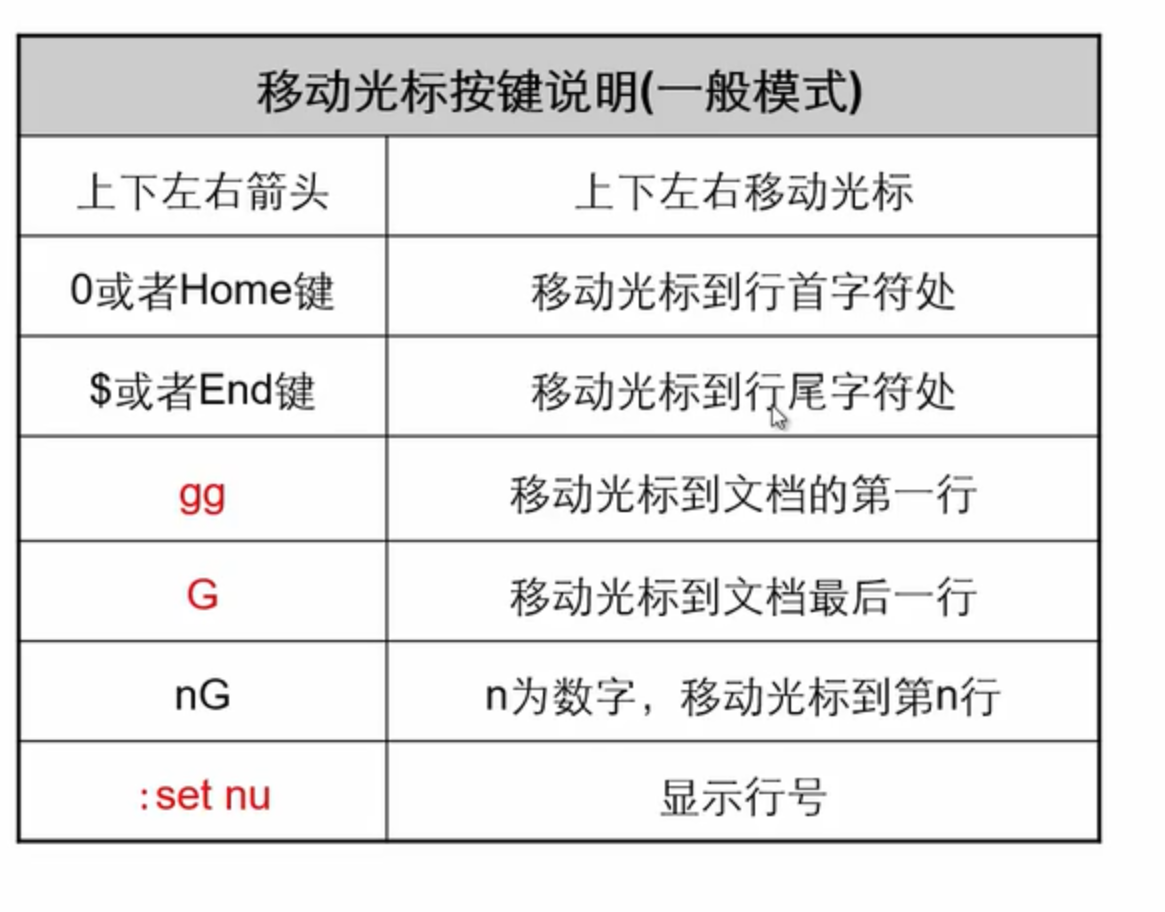 移动光标按键说明(一般模式)
上下左右箭头 上下左右移动光标
0或者Home键 移动光标到行首字符处
$或者End键 移动光标到行尾字符处
gg 移动光标到文档的第一行
G 移动光标到文档最后一行
nG n为数字，移动光标到第n行
:set nu 显示行号